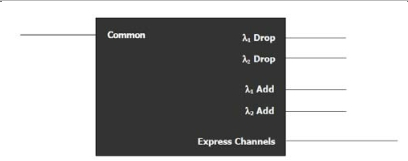 Common
λ₁ Drop
λ₂ Drop
λ₁ Add
λ₂ Add
Express Channels